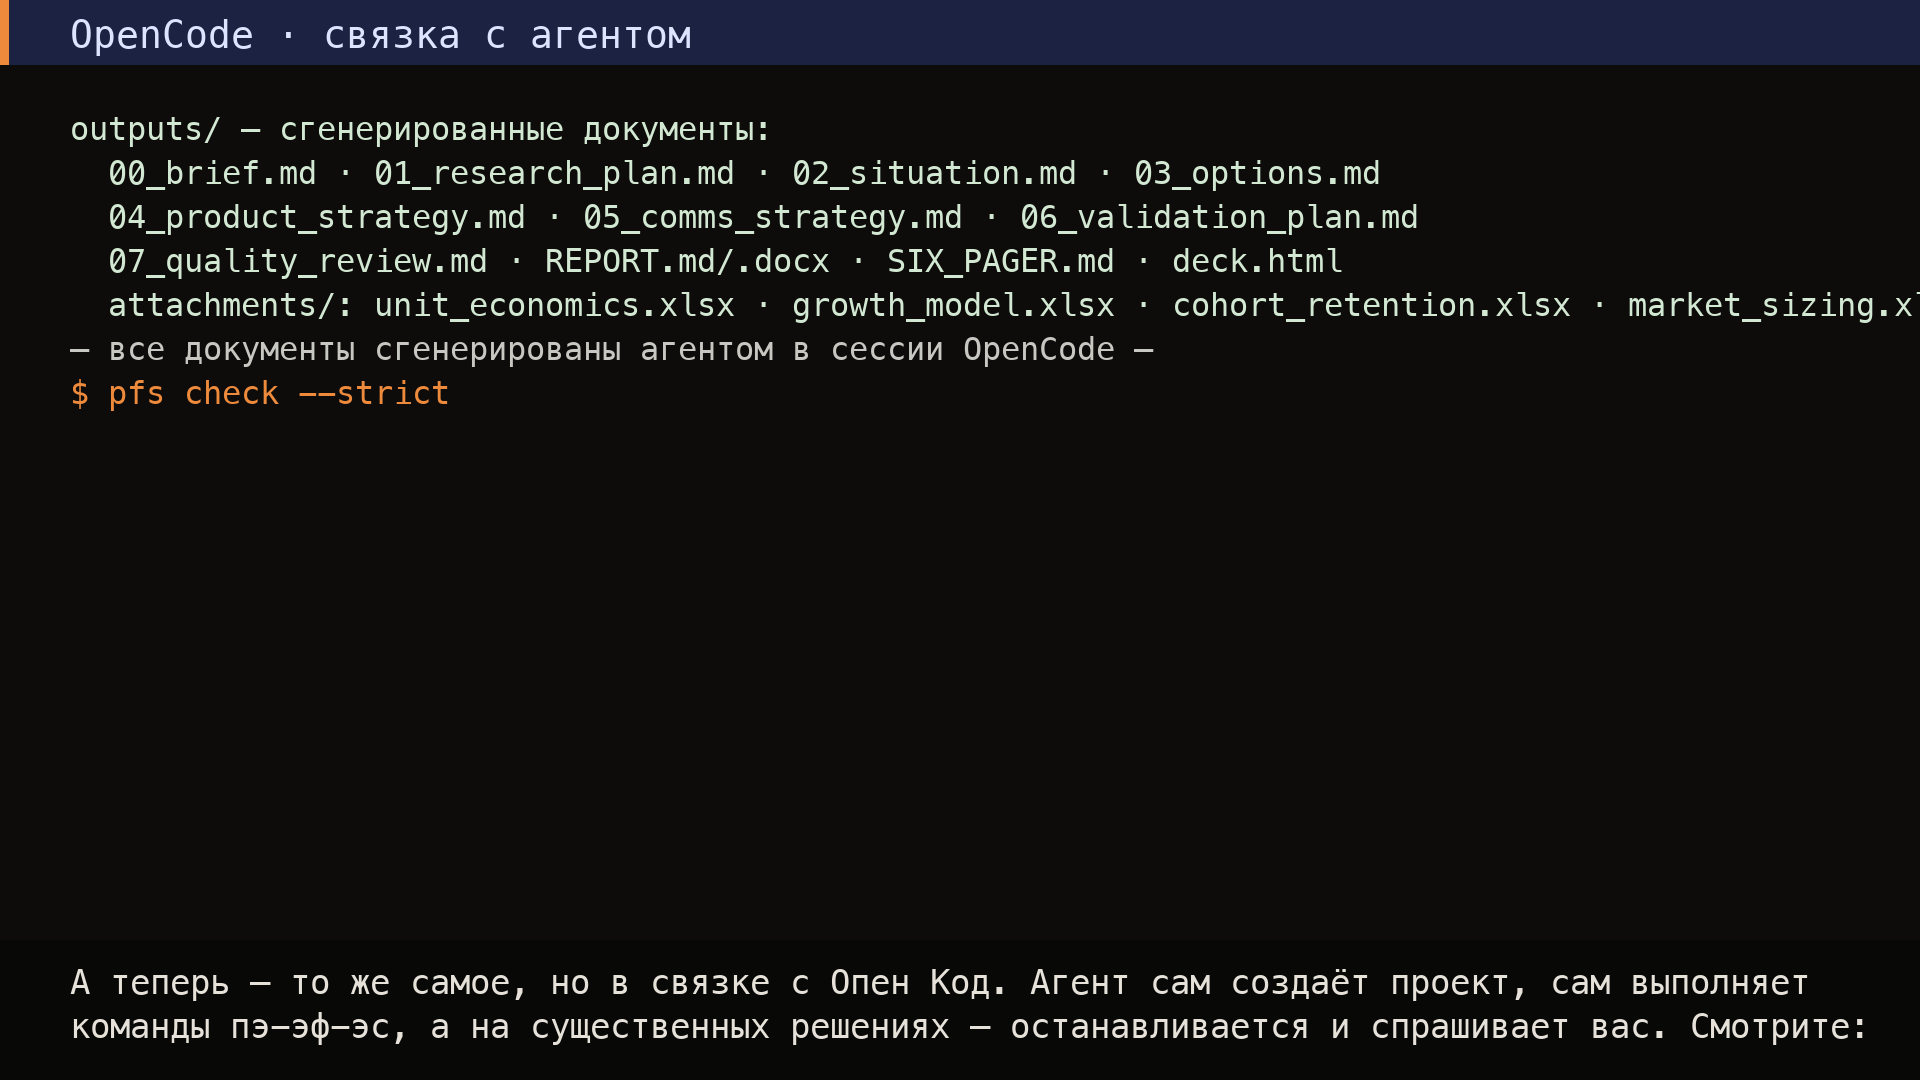 OpenCode · связка с агентом
outputs/ — сгенерированные документы:
00_brief.md · 01_research_plan.md · 02_situation.md · 03_options.md
04_product_strategy.md · 05_comms_strategy.md · 06_validation_plan.md
07_quality_review.md · REPORT.md/.docx · SIX_PAGER.md · deck.html
attachments/: unit_economics.xlsx · growth_model.xlsx · cohort_retention.xlsx · market_sizing.xl
— все документы сгенерированы агентом в сессии OpenCode —
$ pfs check --strict
А теперь — то же самое, но в связке с Опен Код. Агент сам создаёт проект, сам выполняет
команды пэ-эф-эс, а на существенных решениях — останавливается и спрашивает вас. Смотрите: